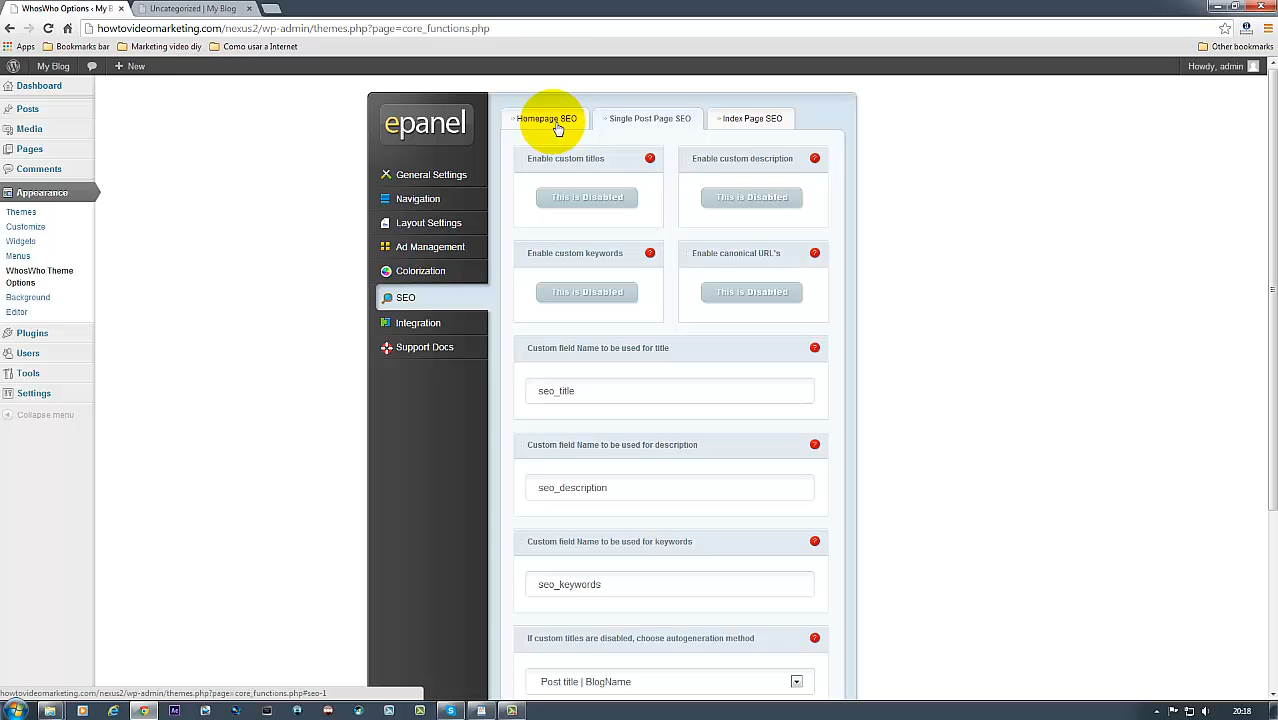 WhosWho Options ‹ My B
Uncategorized | My Blog
howtovideomarketing.com/nexus2/wp-admin/themes.php?page=core_functions.php
Apps
Bookmarks bar
Marketing video diy
Como usar a Internet
Other bookmarks
My Blog
New
Howdy, admin
Dashboard
Posts
Media
Pages
Comments
Appearance
Themes
Customize
Widgets
Menus
WhosWho Theme
Options
Background
Editor
Plugins
Users
Tools
Settings
Collapse menu
epanel
General Settings
Navigation
Layout Settings
Ad Management
Colorization
SEO
Integration
Support Docs
Homepage SEO
Single Post Page SEO
Index Page SEO
Enable custom titles
?
Enable custom description
?
This is Disabled
This is Disabled
Enable custom keywords
?
Enable canonical URL's
?
This is Disabled
This is Disabled
Custom field Name to be used for title
?
seo_title
Custom field Name to be used for description
?
seo_description
Custom field Name to be used for keywords
?
seo_keywords
If custom titles are disabled, choose autogeneration method
?
Post title | BlogName
howtovideomarketing.com/nexus2/wp-admin/themes.php?page=core_functions.php#seo-1
20:18